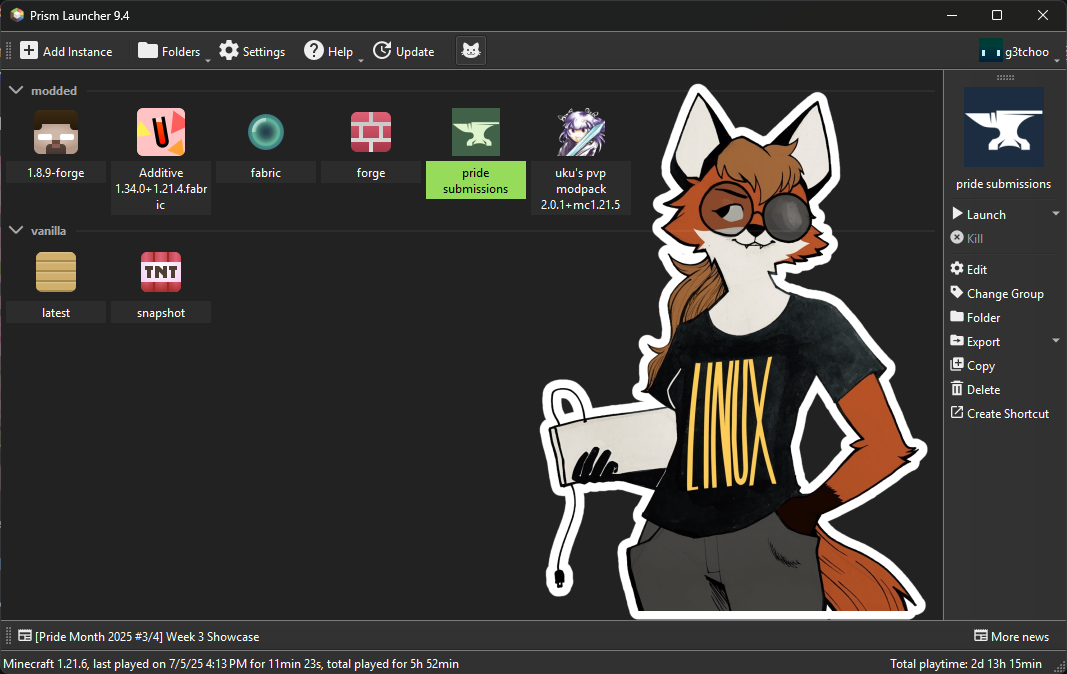 Prism Launcher 9.4
Add Instance Folders Settings Help Update g3tchoo
modded
1.8.9-forge
Additive
1.34.0+1.21.4.fabr
ic
fabric
forge
pride
submissions
uku's pvp
modpack
2.0.1+mc1.21.5
vanilla
latest
TNT
snapshot
LINUX
pride submissions
Launch
Kill
Edit
Change Group
Folder
Export
Copy
Delete
Create Shortcut
[Pride Month 2025 #3/4] Week 3 Showcase More news
Minecraft 1.21.6, last played on 7/5/25 4:13 PM for 11min 23s, total played for 5h 52min Total playtime: 2d 13h 15min